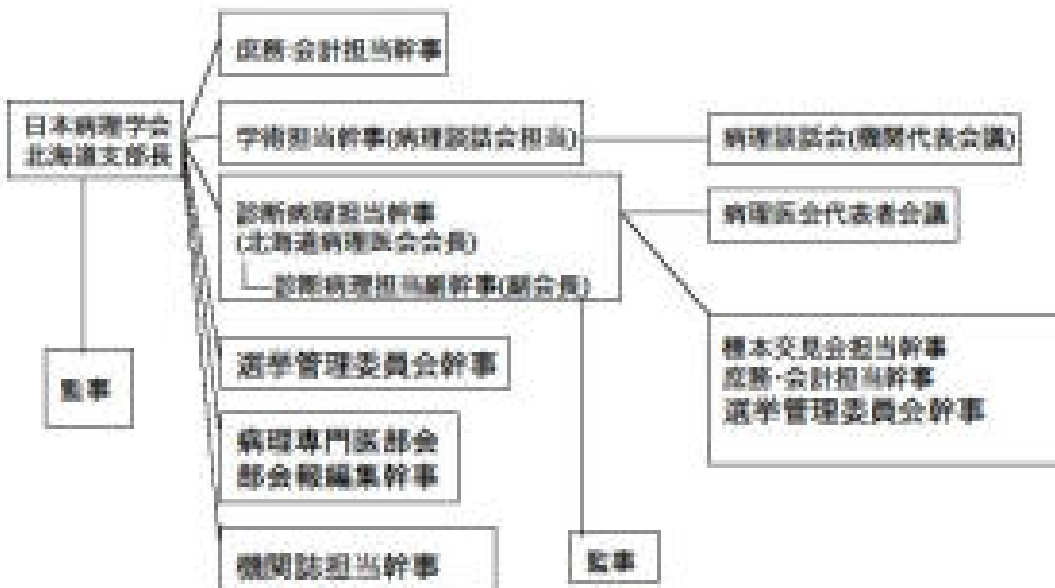 庶務·会計担当幹事
日本病理学会
北海道支部長
学術担当幹事(病理談話会担当)
病理談話会(機関代表会議)
診断病理担当幹事
(北海道病理医会会長)
診断病理担当副幹事(副会長)
病理医会代表者会議
標本交見会担当幹事
庶務·会計担当幹事
選挙管理委員会幹事
選挙管理委員会幹事
監事
病理専門医部会
部会報編集幹事
機関誌担当幹事
監事